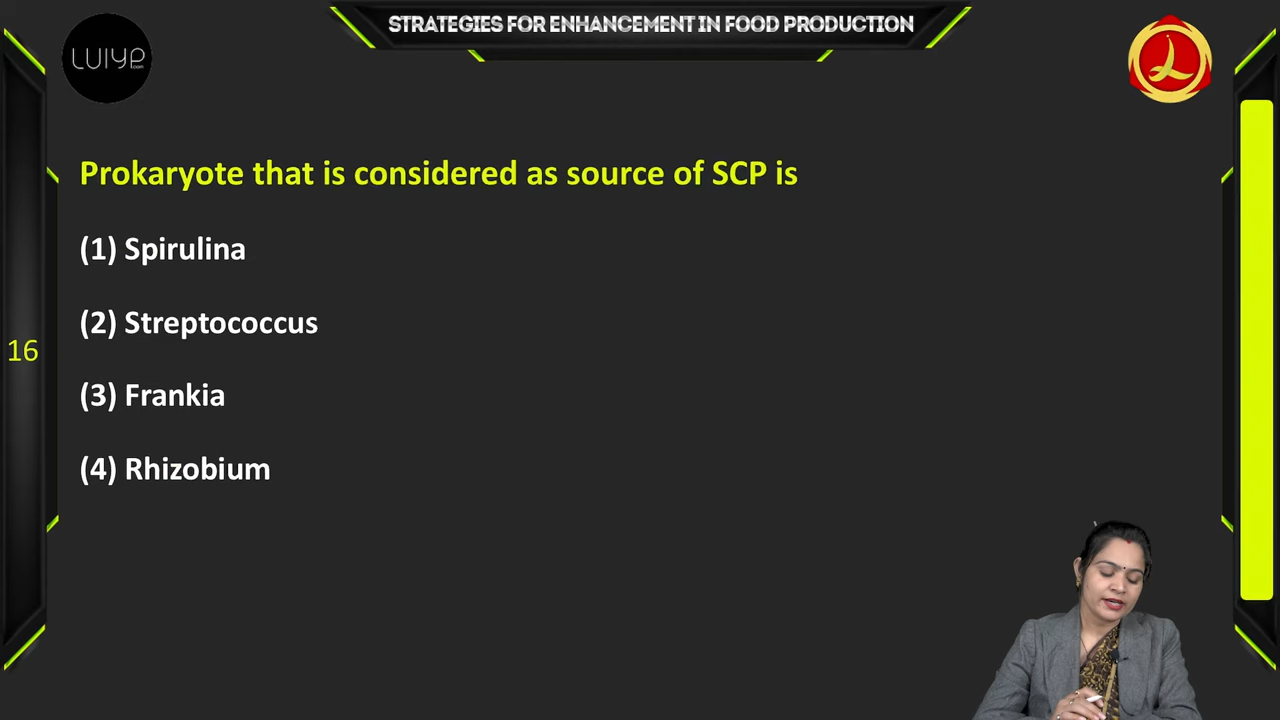 STRATEGIES FOR ENHANCEMENT IN FOOD PRODUCTION
LUIYP
.com
Prokaryote that is considered as source of SCP is
(1) Spirulina
(2) Streptococcus
16
(3) Frankia
(4) Rhizobium